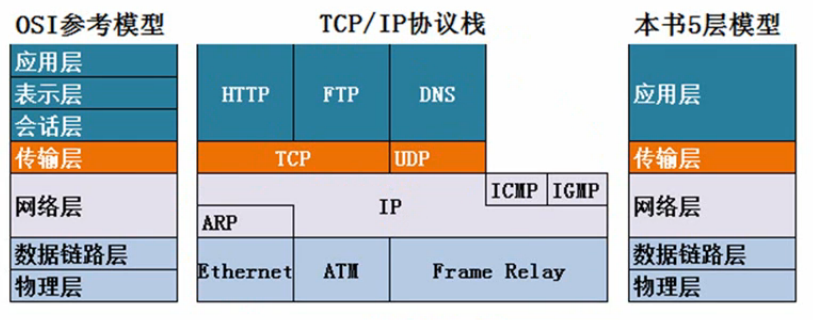 OSI参考模型
应用层
表示层
会话层
传输层
网络层
数据链路层
物理层
TCP/IP协议栈
HTTP FTP DNS
TCP UDP
ICMP IGMP
IP
ARP
Ethernet ATM Frame Relay
本书5层模型
应用层
传输层
网络层
数据链路层
物理层